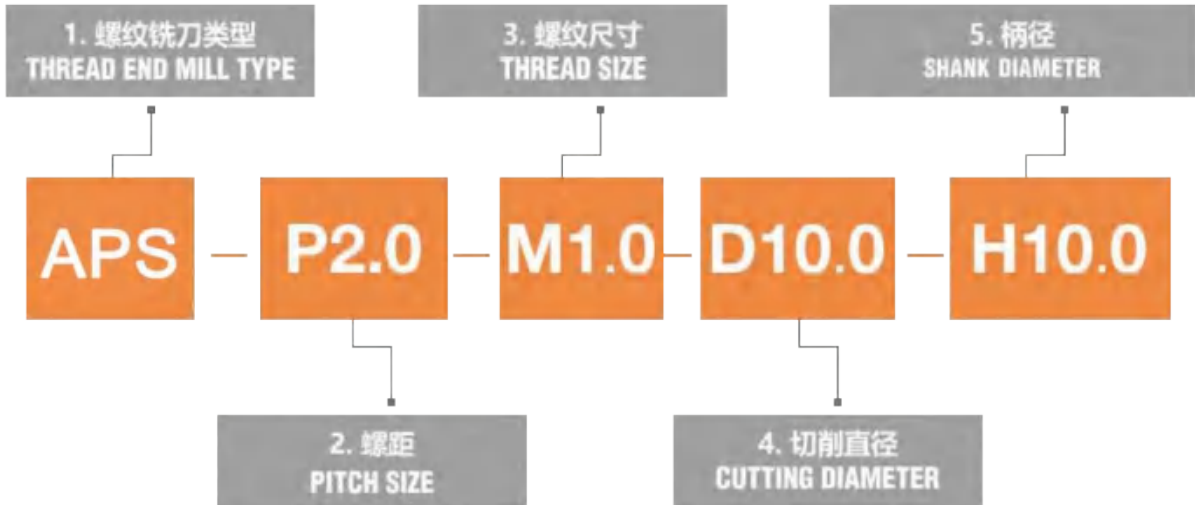 1. 螺纹铣刀类型
THREAD END MILL TYPE
3. 螺纹尺寸
THREAD SIZE
5. 柄径
SHANK DIAMETER
APS — P2.0 — M1.0 — D10.0 — H10.0
2. 螺距
PITCH SIZE
4. 切削直径
CUTTING DIAMETER